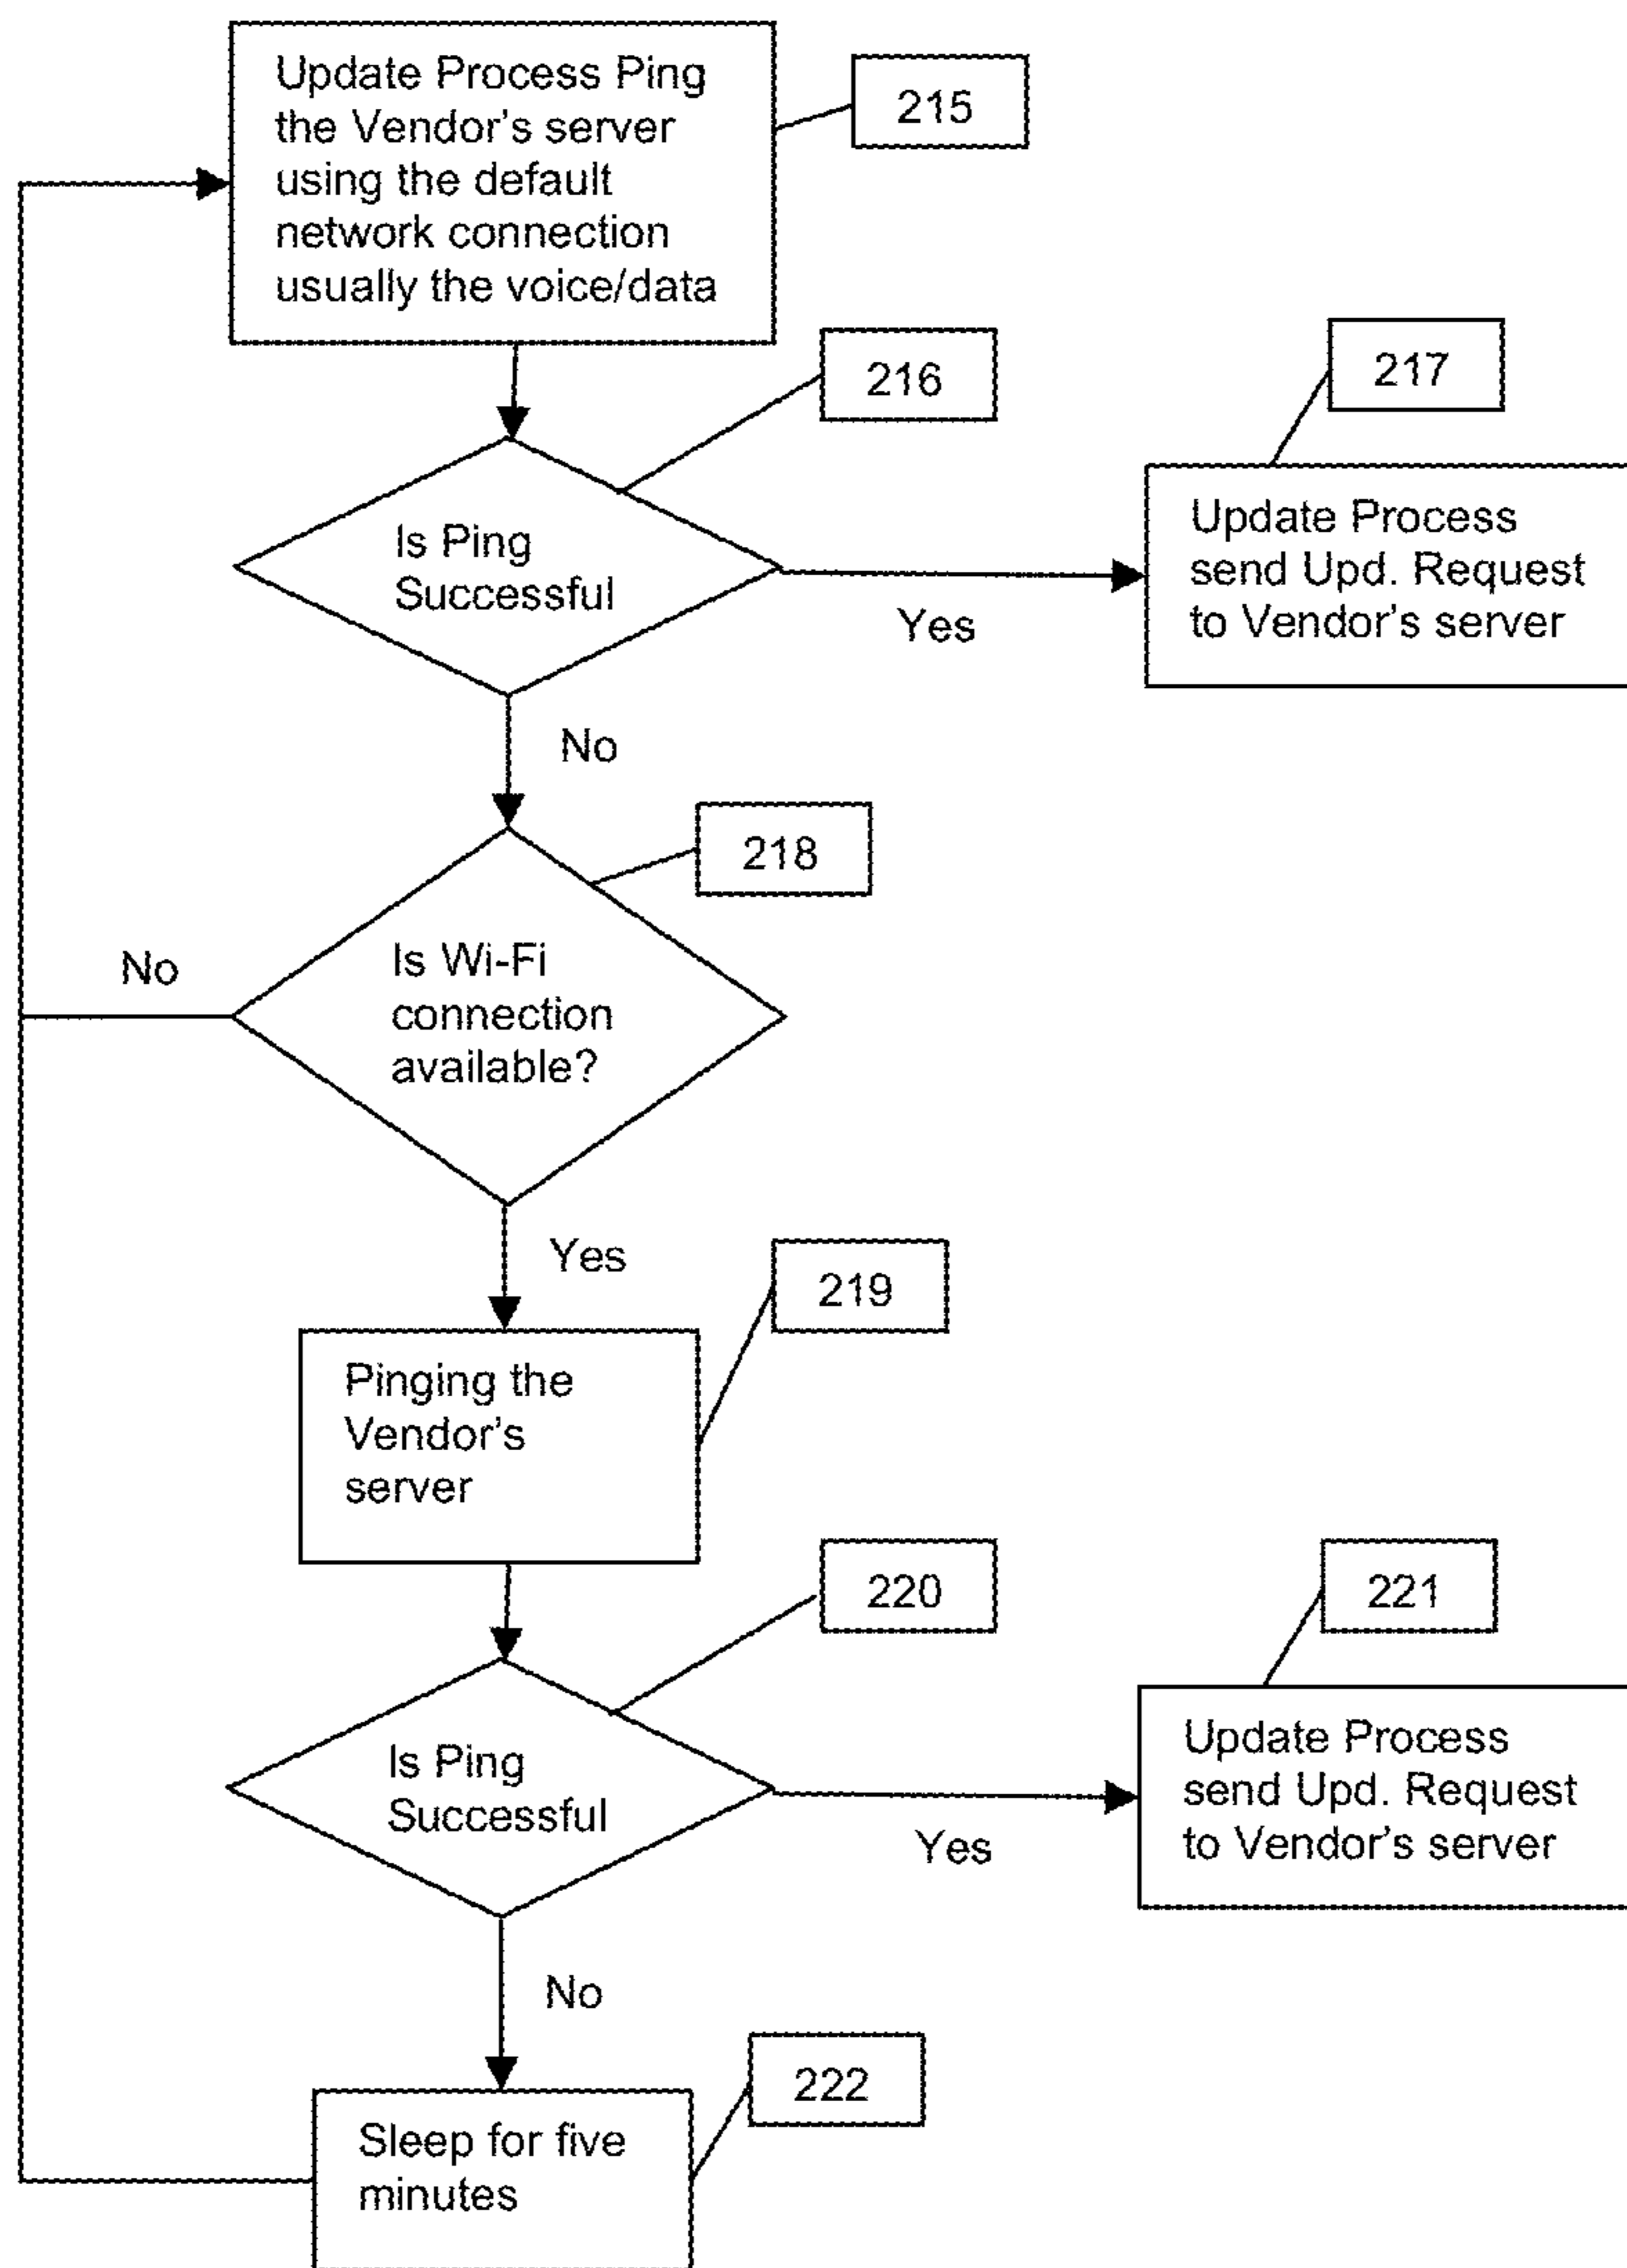 Update Process Ping
the Vendor's server
using the default
network connection
usually the voice/data
215
216
217
Is Ping
Successful
Yes
Update Process
send Upd. Request
to Vendor's server
No
218
No
Is Wi-Fi
connection
available?
Yes
219
Pinging the
Vendor's
server
220
221
Is Ping
Successful
Yes
Update Process
send Upd. Request
to Vendor's server
No
222
Sleep for five
minutes